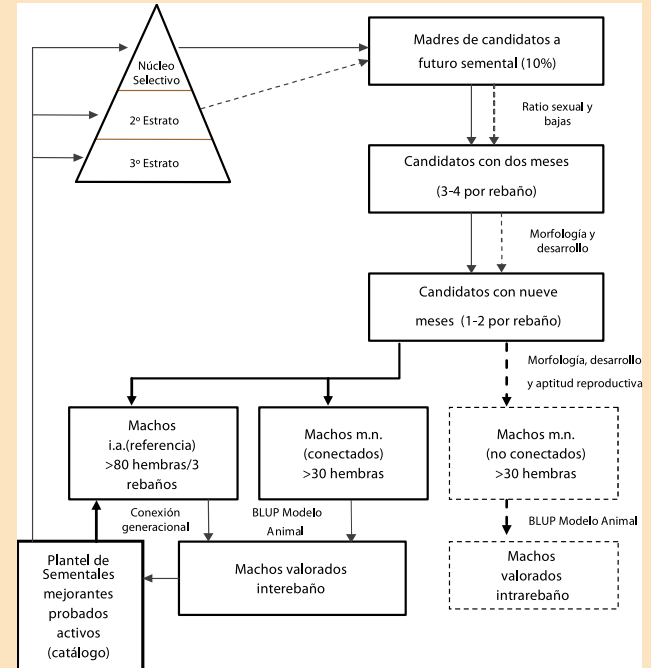 Núcleo
Selectivo
2º Estrato
3º Estrato
Madres de candidatos a
futuro semental (10%)
Ratio sexual y
bajas
Candidatos con dos meses
(3-4 por rebaño)
Morfología y
desarrollo
Candidatos con nueve
meses (1-2 por rebaño)
Morfología, desarrollo
y aptitud reproductiva
Machos
i.a.(referencia)
>80 hembras/3
rebaños
Machos m.n.
(conectados)
>30 hembras
Machos m.n.
(no conectados)
>30 hembras
Conexión
generacional
BLUP Modelo
Animal
BLUP Modelo Animal
Plantel de
Sementales
mejorantes
probados
activos
(catálogo)
Machos valorados
interebaño
Machos
valorados
intrarebaño